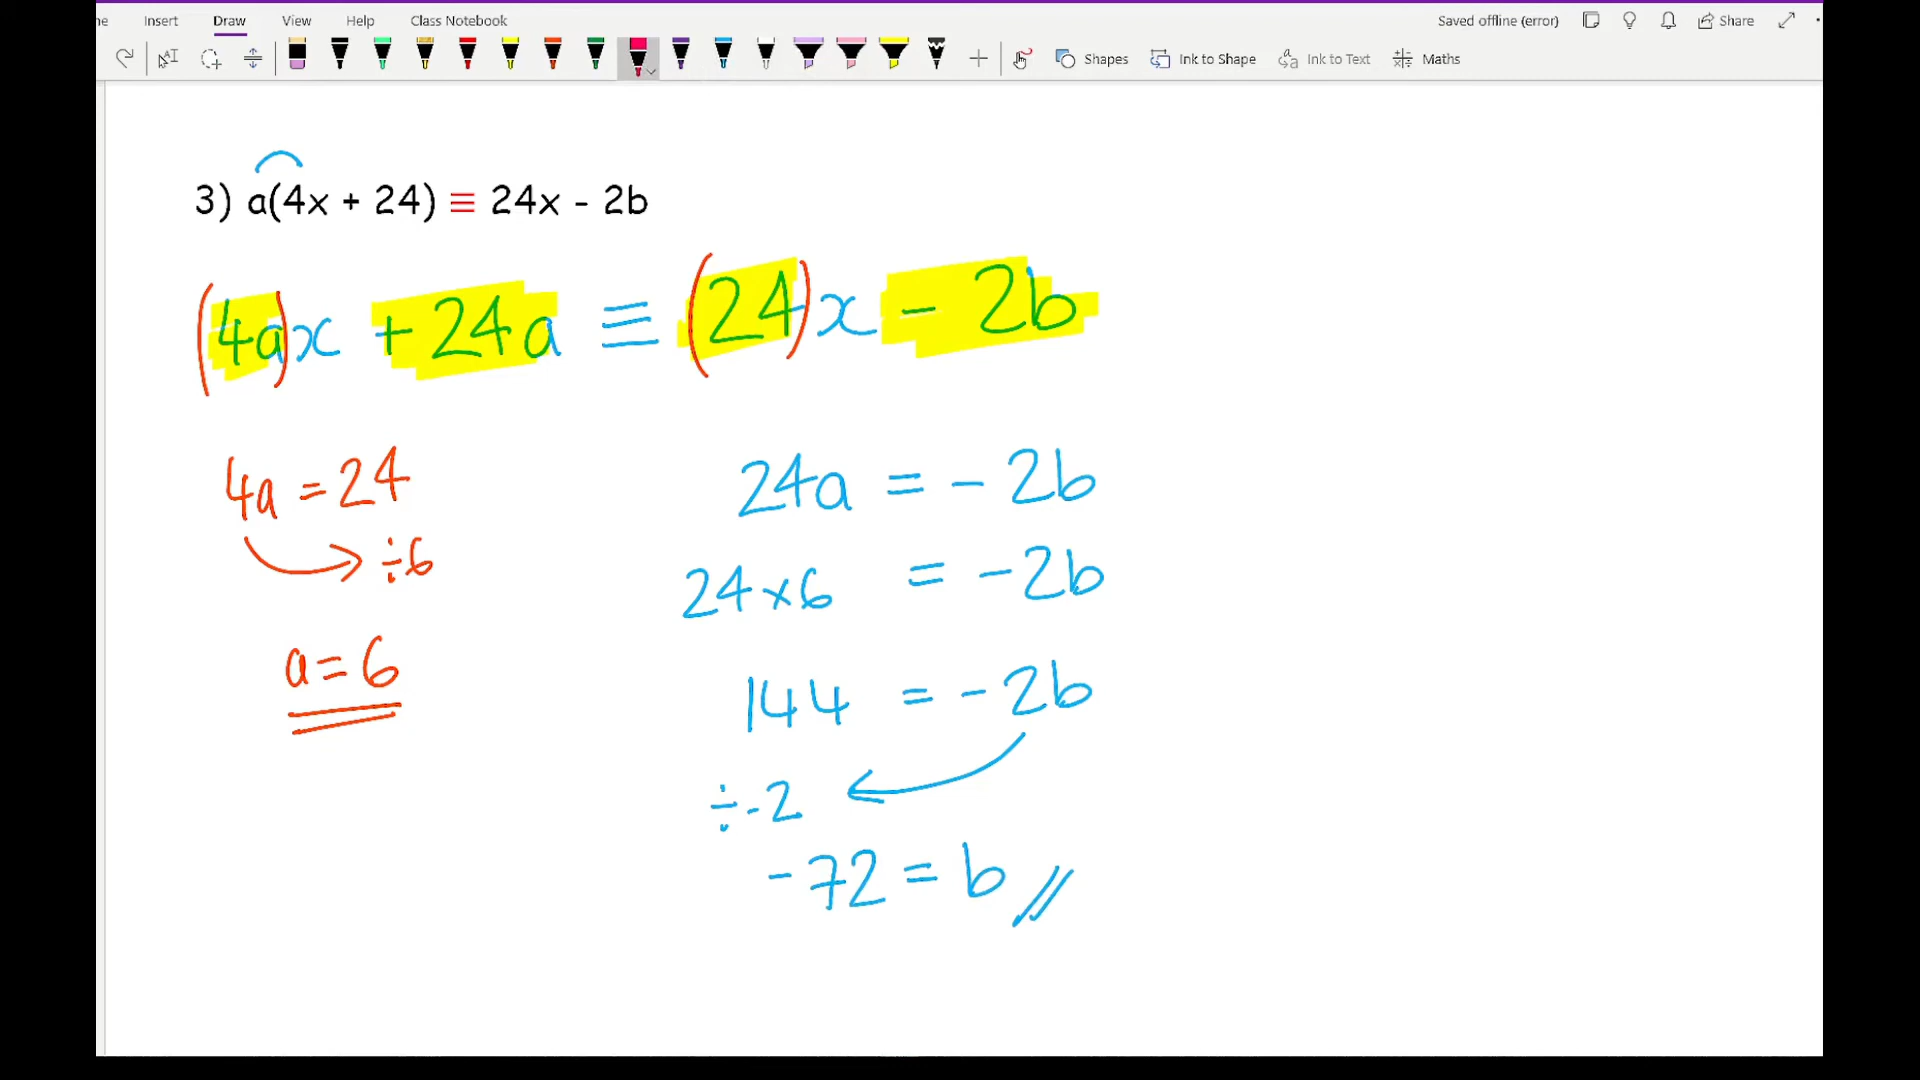 Insert Draw View Help Class Notebook Saved offline (error) Share
Shapes Ink to Shape Ink to Text Maths
3) a(4x + 24) ≡ 24x - 2b
(4a)x + 24a ≡ (24)x - 2b
4a = 24
÷6
a = 6
24a = - 2b
24 × 6 = - 2b
144 = - 2b
÷ - 2
- 72 = b //